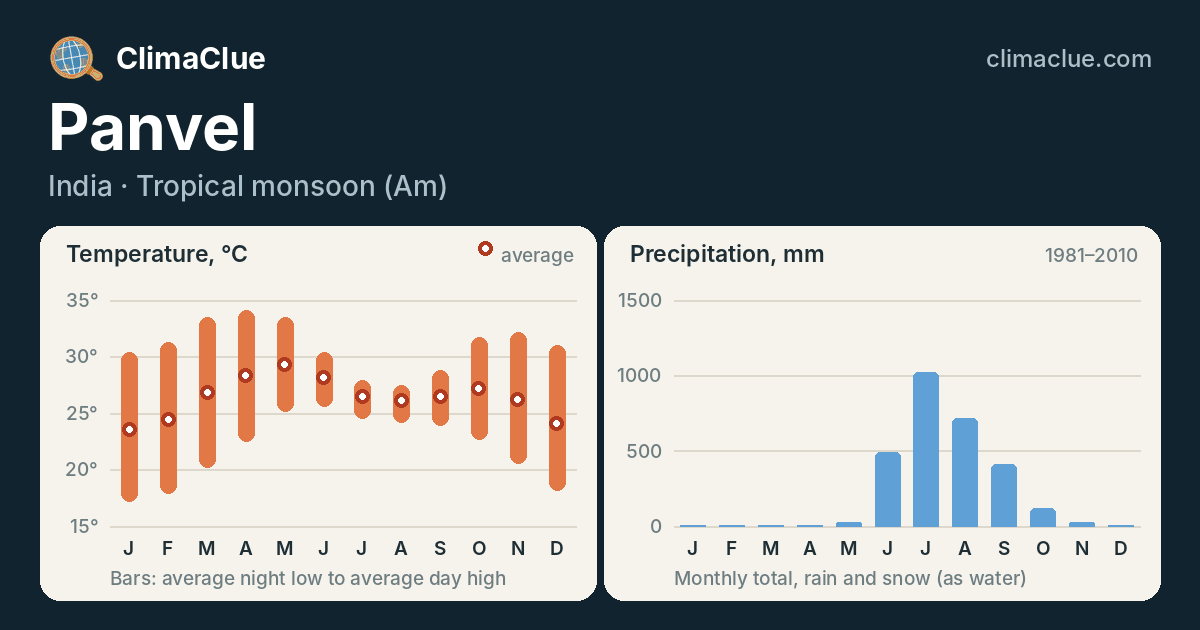 ClimaClue
climaclue.com
Panvel
India · Tropical monsoon (Am)
Temperature, °C
average
35°
30°
25°
20°
15°
J F M A M J J A S O N D
Bars: average night low to average day high
Precipitation, mm
1981–2010
1500
1000
500
0
J F M A M J J A S O N D
Monthly total, rain and snow (as water)